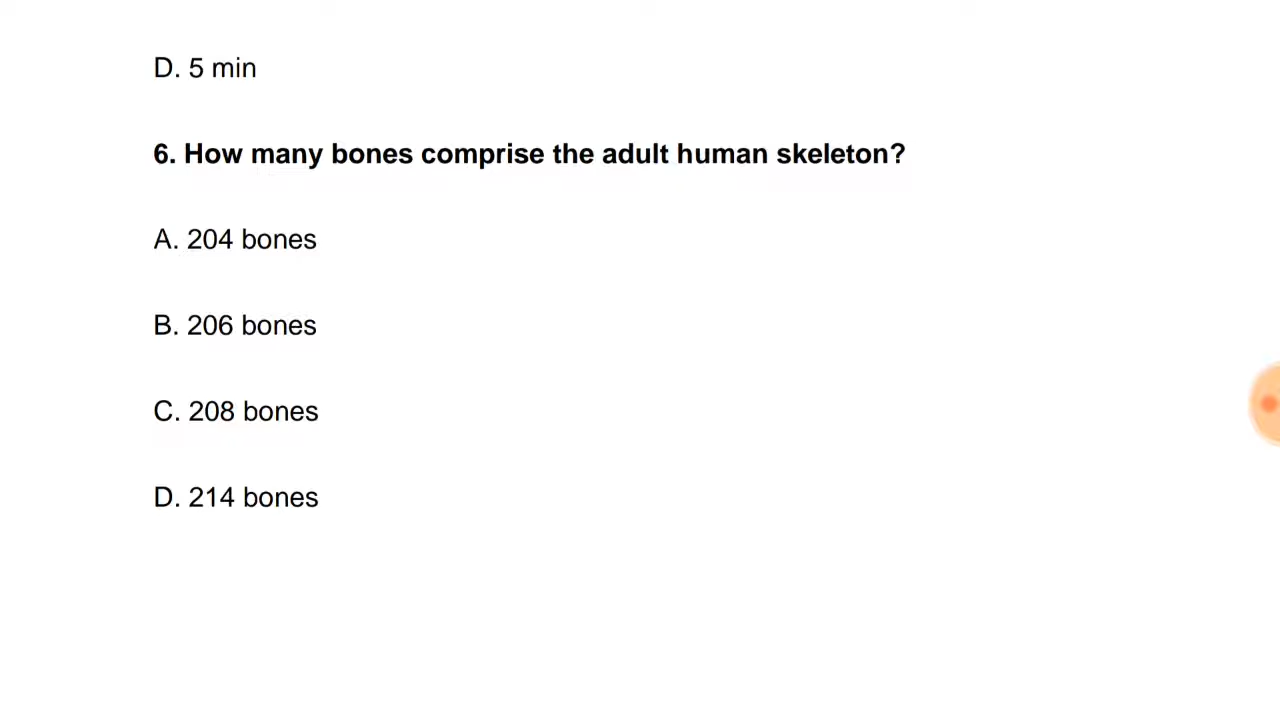 D. 5 min
6. How many bones comprise the adult human skeleton?
A. 204 bones
B. 206 bones
C. 208 bones
D. 214 bones